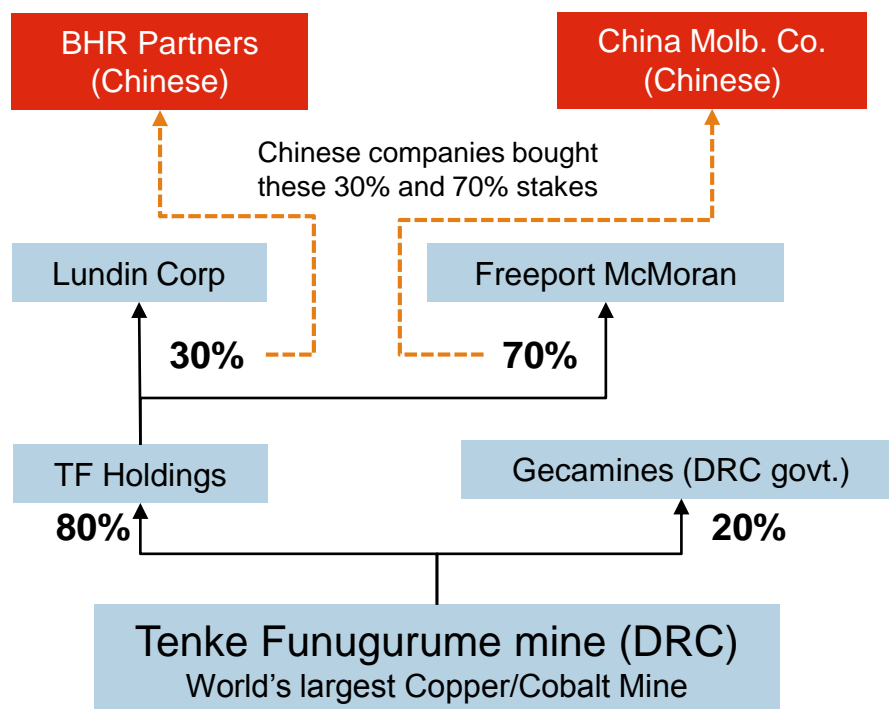 BHR Partners
(Chinese)
China Molb. Co.
(Chinese)
Chinese companies bought
these 30% and 70% stakes
Lundin Corp
Freeport McMoran
30%
70%
TF Holdings
Gecamines (DRC govt.)
80%
20%
Tenke Funugurume mine (DRC)
World's largest Copper/Cobalt Mine